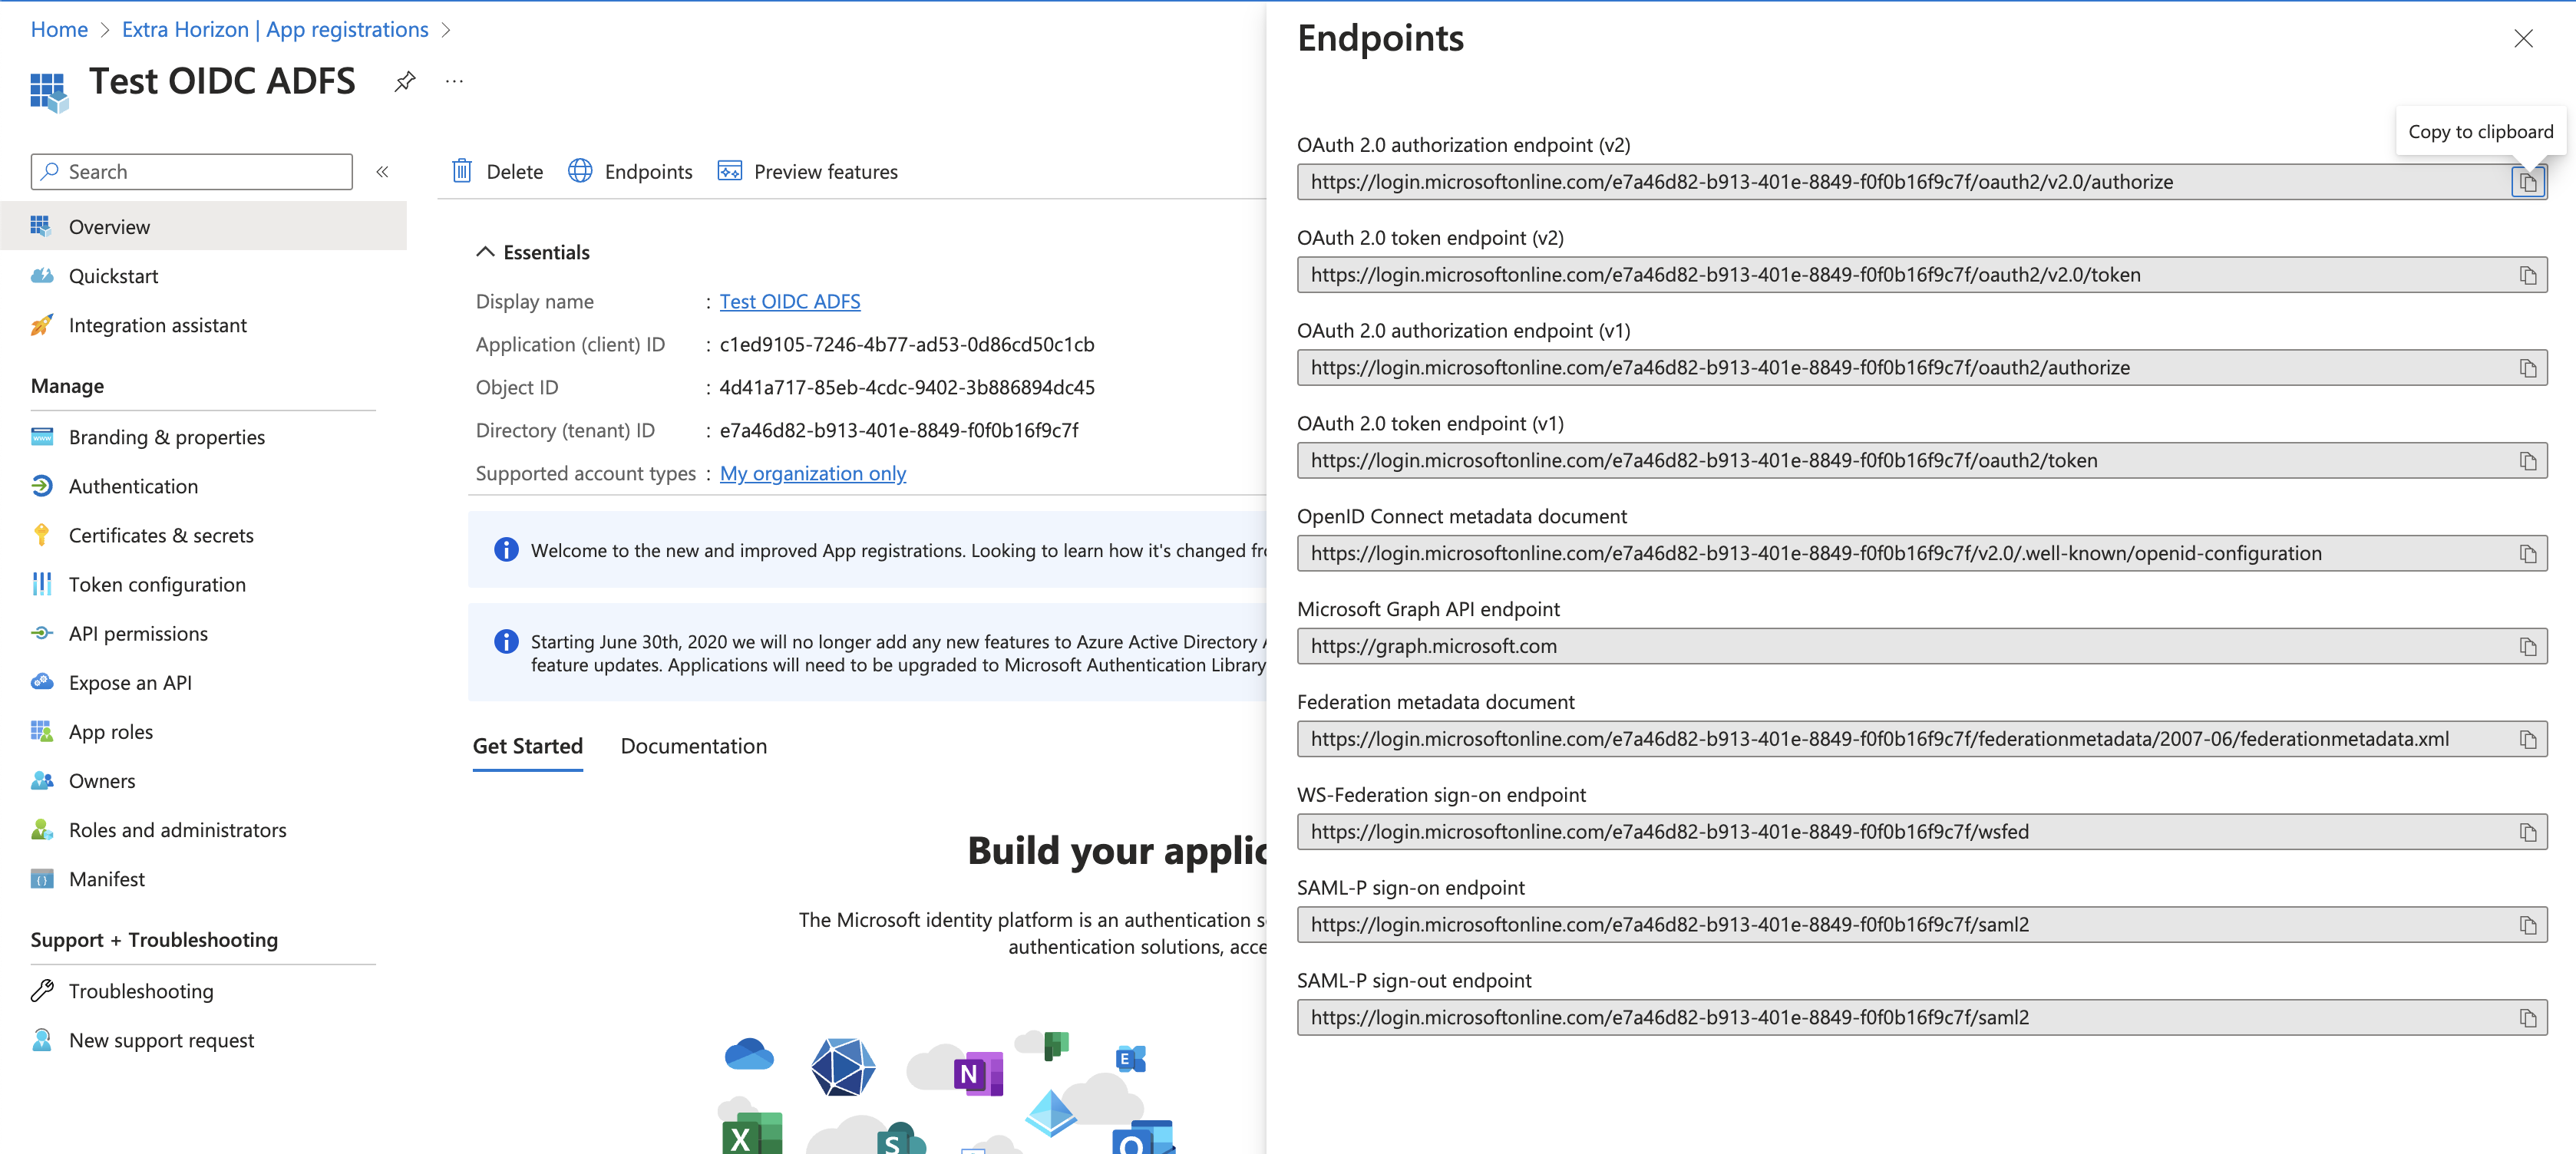 Home > Extra Horizon | App registrations >
Test OIDC ADFS
...
Search
«
Overview
Quickstart
Integration assistant
Manage
Branding & properties
Authentication
Certificates & secrets
Token configuration
API permissions
Expose an API
App roles
Owners
Roles and administrators
Manifest
Support + Troubleshooting
Troubleshooting
New support request
Delete
Endpoints
Preview features
Essentials
Display name : Test OIDC ADFS
Application (client) ID : c1ed9105-7246-4b77-ad53-0d86cd50c1cb
Object ID : 4d41a717-85eb-4cdc-9402-3b886894dc45
Directory (tenant) ID : e7a46d82-b913-401e-8849-f0f0b16f9c7f
Supported account types : My organization only
Welcome to the new and improved App registrations. Looking to learn how it's changed
Starting June 30th, 2020 we will no longer add any new features to Azure Active Directory
feature updates. Applications will need to be upgraded to Microsoft Authentication Library
Get Started
Documentation
Build your applic
The Microsoft identity platform is an authentication s
authentication solutions, acce
N
E
X
S
O
Endpoints
Copy to clipboard
OAuth 2.0 authorization endpoint (v2)
https://login.microsoftonline.com/e7a46d82-b913-401e-8849-f0f0b16f9c7f/oauth2/v2.0/authorize
OAuth 2.0 token endpoint (v2)
https://login.microsoftonline.com/e7a46d82-b913-401e-8849-f0f0b16f9c7f/oauth2/v2.0/token
OAuth 2.0 authorization endpoint (v1)
https://login.microsoftonline.com/e7a46d82-b913-401e-8849-f0f0b16f9c7f/oauth2/authorize
OAuth 2.0 token endpoint (v1)
https://login.microsoftonline.com/e7a46d82-b913-401e-8849-f0f0b16f9c7f/oauth2/token
OpenID Connect metadata document
https://login.microsoftonline.com/e7a46d82-b913-401e-8849-f0f0b16f9c7f/v2.0/.well-known/openid-configuration
Microsoft Graph API endpoint
https://graph.microsoft.com
Federation metadata document
https://login.microsoftonline.com/e7a46d82-b913-401e-8849-f0f0b16f9c7f/federationmetadata/2007-06/federationmetadata.xml
WS-Federation sign-on endpoint
https://login.microsoftonline.com/e7a46d82-b913-401e-8849-f0f0b16f9c7f/wsfed
SAML-P sign-on endpoint
https://login.microsoftonline.com/e7a46d82-b913-401e-8849-f0f0b16f9c7f/saml2
SAML-P sign-out endpoint
https://login.microsoftonline.com/e7a46d82-b913-401e-8849-f0f0b16f9c7f/saml2